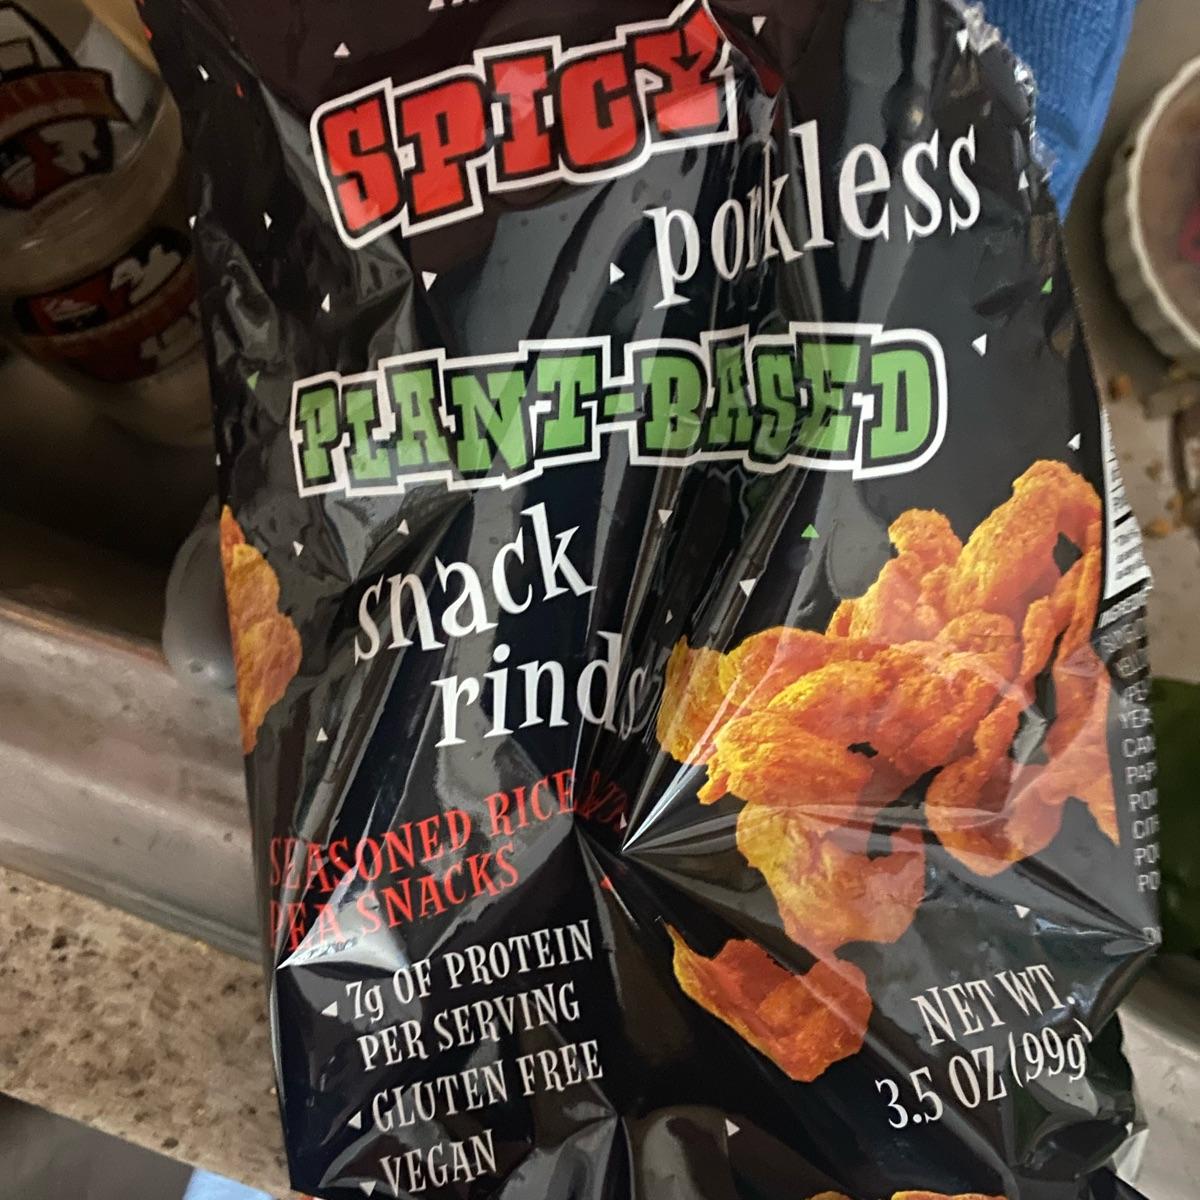 SPICY
porkless
PLANT-BASED
snack
rinds
SEASONED RICE
PEA SNACKS
7g OF PROTEIN
PER SERVING
GLUTEN FREE
VEGAN
NET WT.
3.5 OZ (99g)